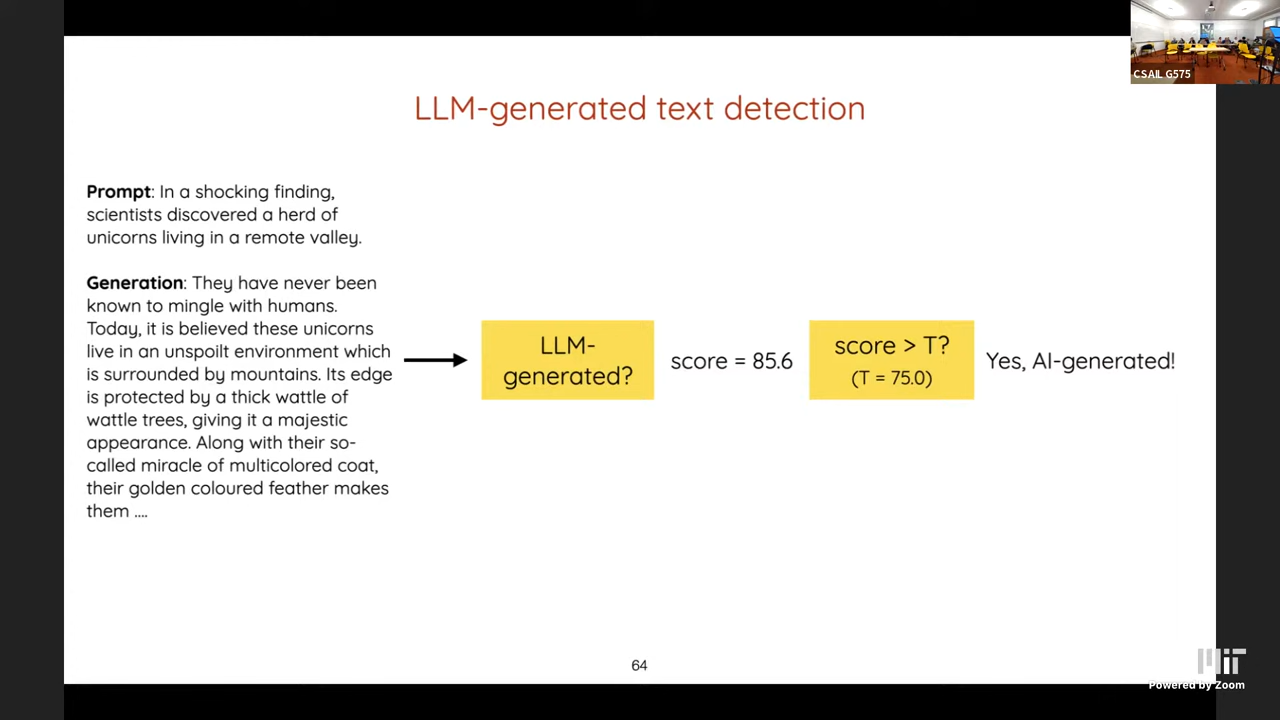 CSAIL G575
LLM-generated text detection
Prompt: In a shocking finding,
scientists discovered a herd of
unicorns living in a remote valley.
Generation: They have never been
known to mingle with humans.
Today, it is believed these unicorns
live in an unspoilt environment which
is surrounded by mountains. Its edge
is protected by a thick wattle of
wattle trees, giving it a majestic
appearance. Along with their so-
called miracle of multicolored coat,
their golden coloured feather makes
them ....
LLM-
generated?
score = 85.6
score > T?
(T = 75.0)
Yes, AI-generated!
64
MIT
Powered by Zoom